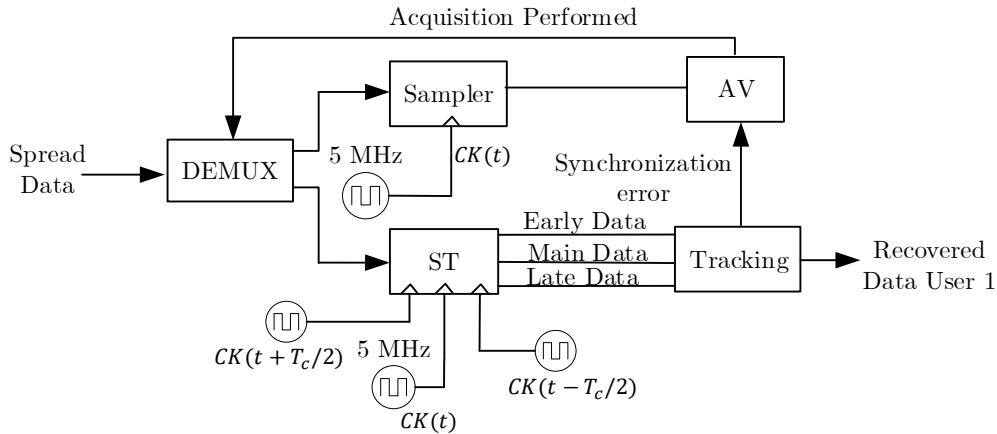 Acquisition Performed
Sampler
AV
Spread
Data
DEMUX
5 MHz
CK(t)
Synchronization
error
ST
Early Data
Main Data
Late Data
Tracking
Recovered
Data User 1
CK(t + T_c/2)
5 MHz
CK(t − T_c/2)
CK(t)